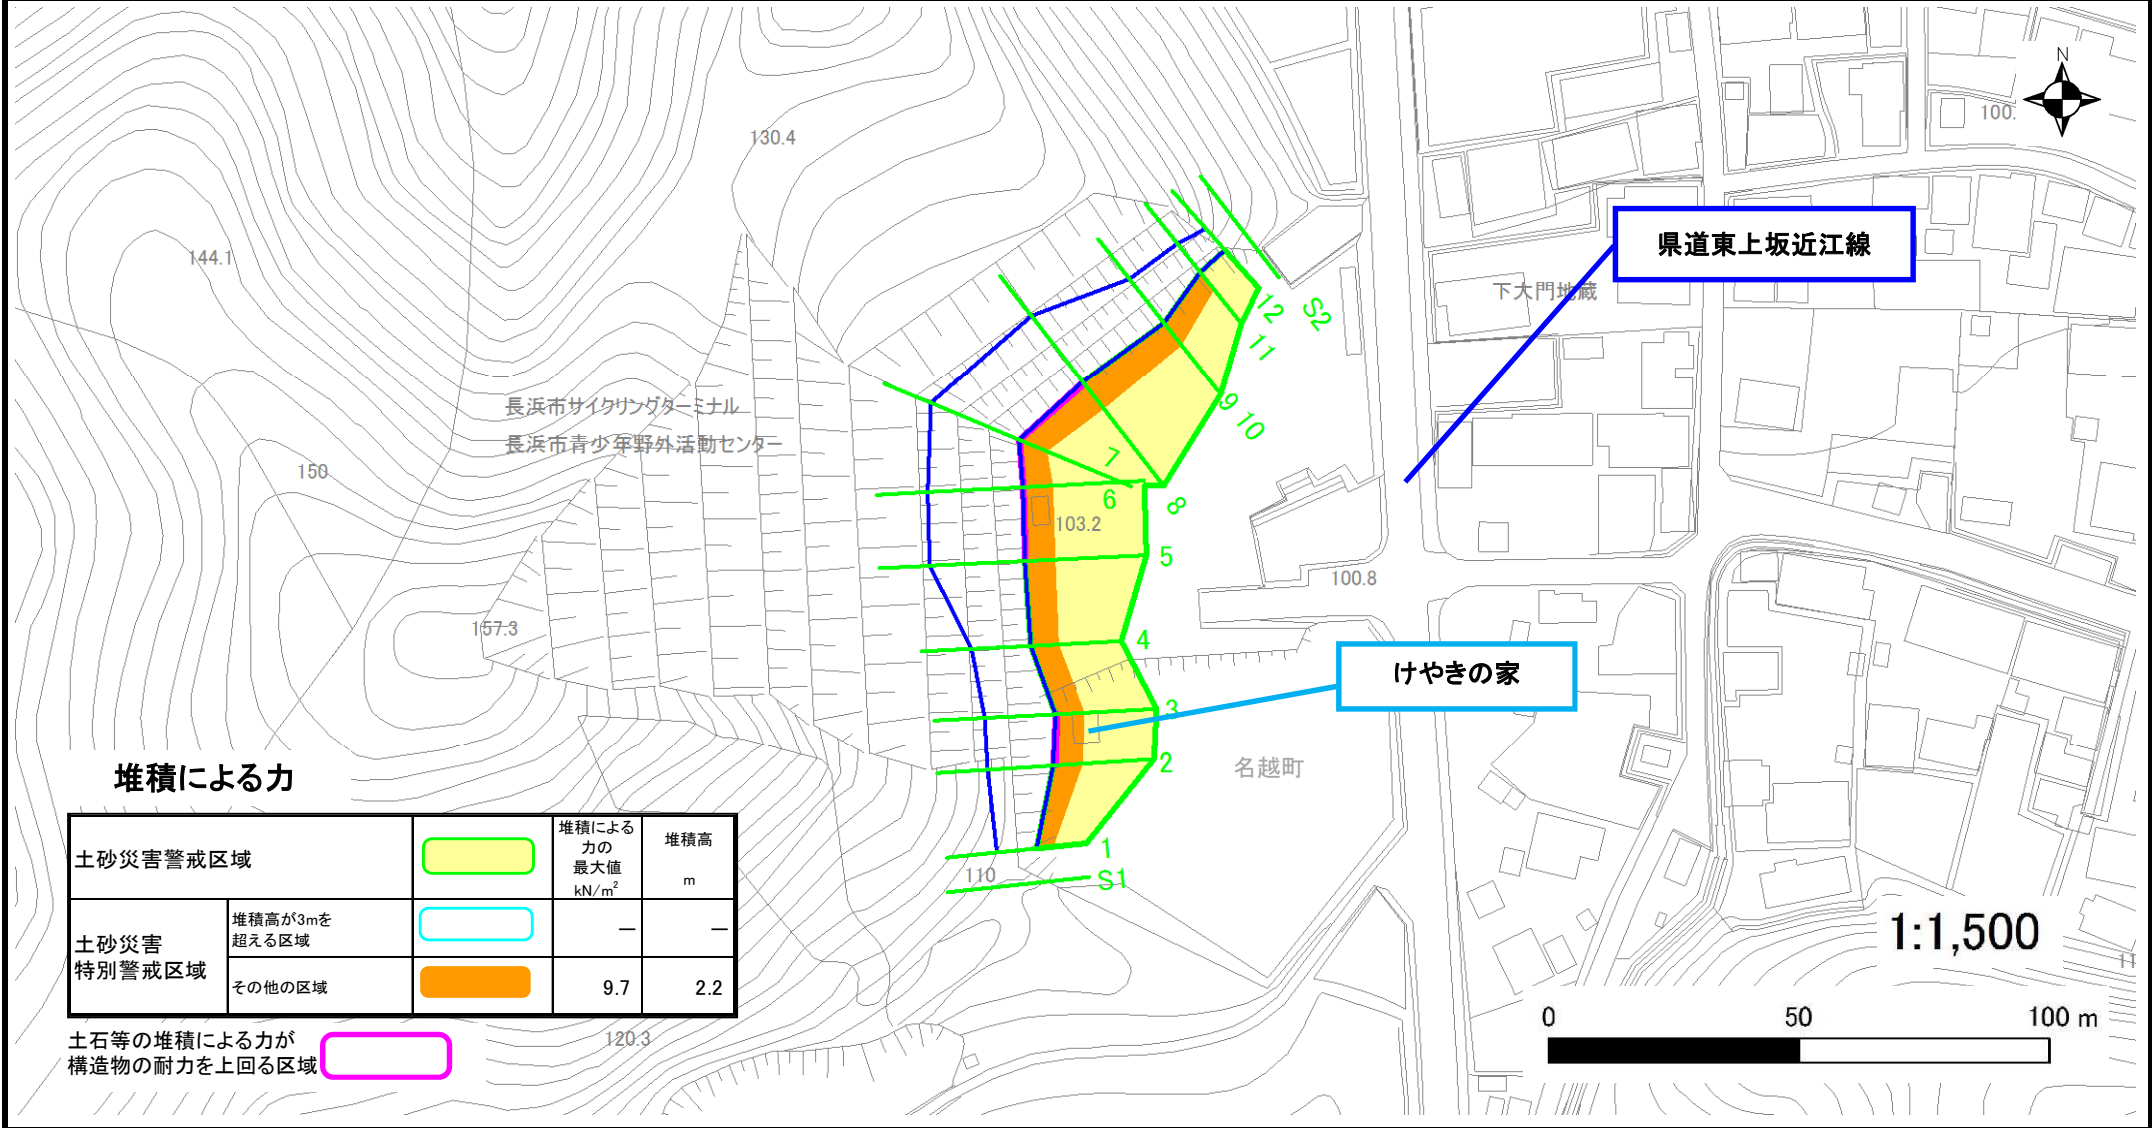 N
100.
130.4
144.1
県道東上坂近江線
下大門地蔵
S2
12
11
長浜市サイクリングターミナル
9
10
長浜市青少年野外活動センター
7
150
6
8
103.2
5
100.8
157.3
4
けやきの家
3
2
名越町
堆積による力
堆積による
力の
最大値
kN/m²
堆積高
m
土砂災害警戒区域
1
110
S1
土砂災害
特別警戒区域
堆積高が3mを
超える区域
—
—
その他の区域
9.7
2.2
土石等の堆積による力が
構造物の耐力を上回る区域
120.3
1:1,500
11
0
50
100 m